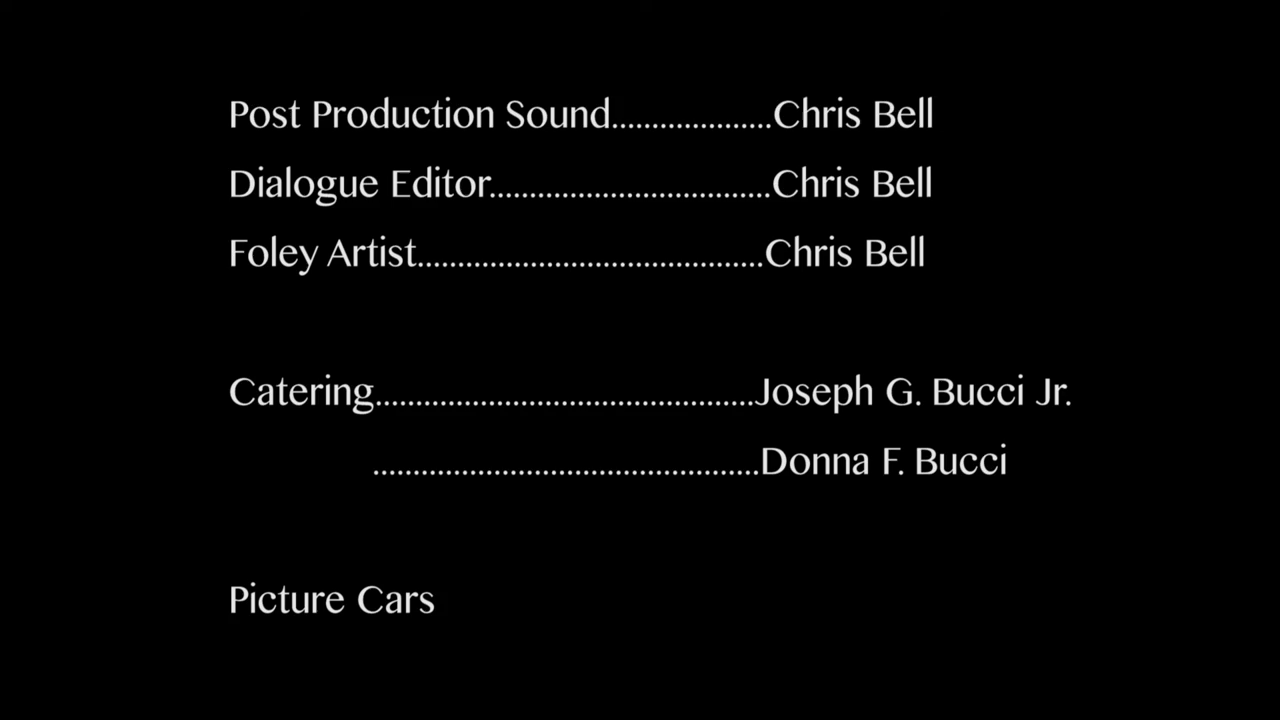 Post Production Sound....................Chris Bell
Dialogue Editor...................................Chris Bell
Foley Artist...........................................Chris Bell
Catering...............................................Joseph G. Bucci Jr.
................................................Donna F. Bucci
Picture Cars